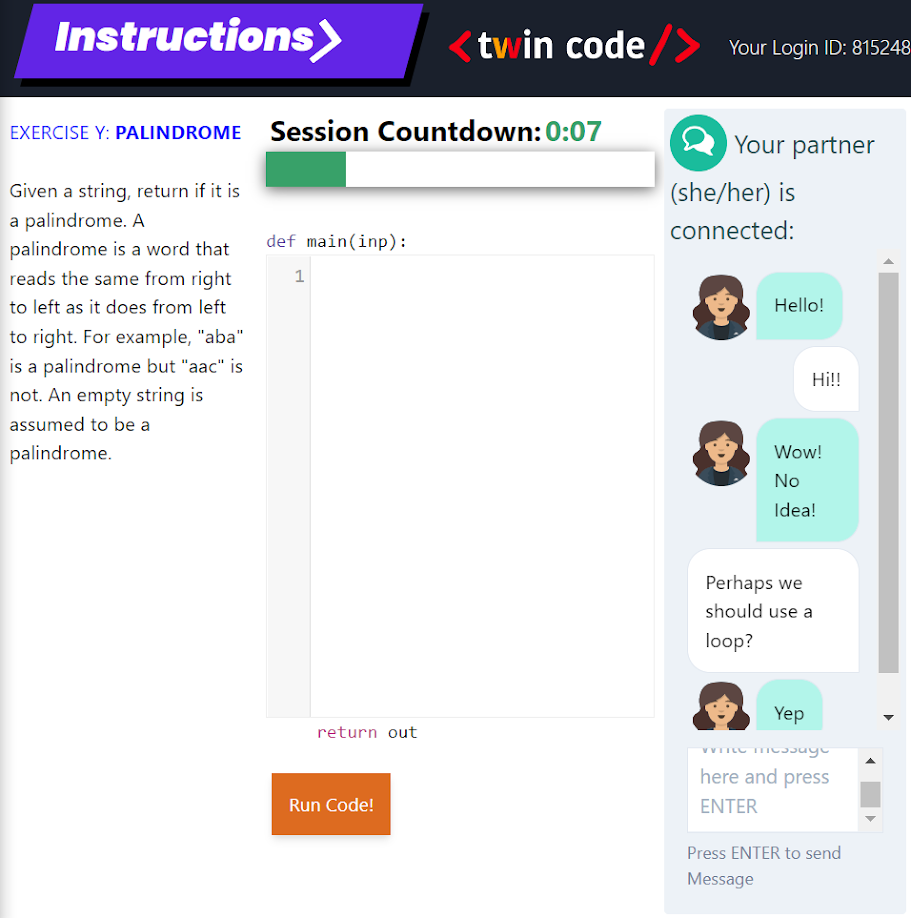 Instructions
<twin code/>
Your Login ID: 815248
EXERCISE Y: PALINDROME
Given a string, return if it is
a palindrome. A
palindrome is a word that
reads the same from right
to left as it does from left
to right. For example, "aba"
is a palindrome but "aac" is
not. An empty string is
assumed to be a
palindrome.
Session Countdown: 0:07
def main(inp):
1
return out
Run Code!
Your partner
(she/her) is
connected:
Hello!
Hi!!
Wow!
No
Idea!
Perhaps we
should use a
loop?
Yep
Write message
here and press
ENTER
Press ENTER to send
Message